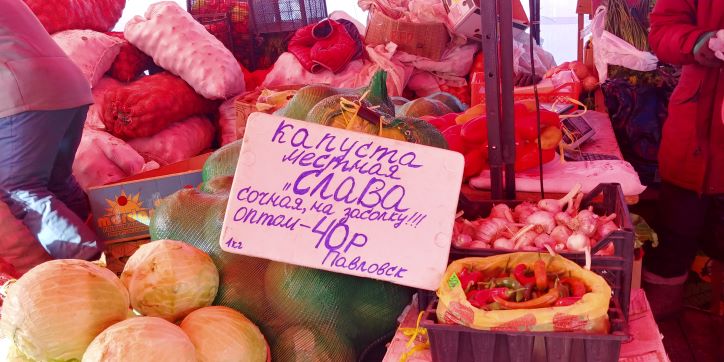 капуста
местная
"СЛАВА
сочная, на засолку!!!
оптом - 40р
1кг Павловск